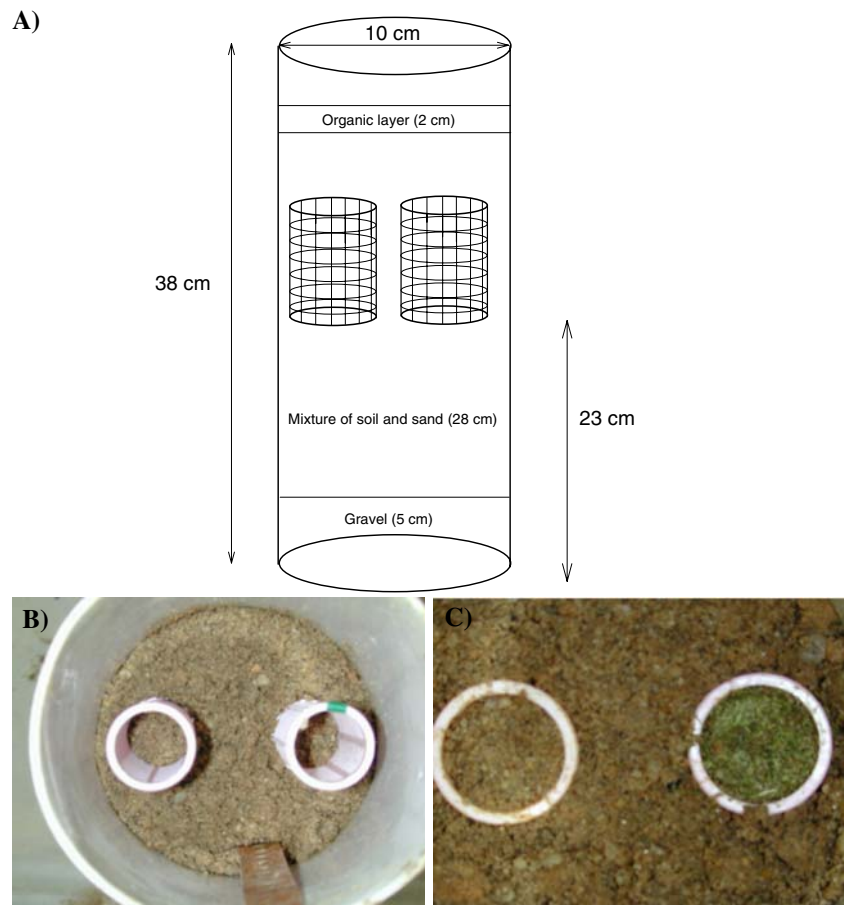 A)
10 cm
Organic layer (2 cm)
38 cm
Mixture of soil and sand (28 cm)
23 cm
Gravel (5 cm)
B)
C)